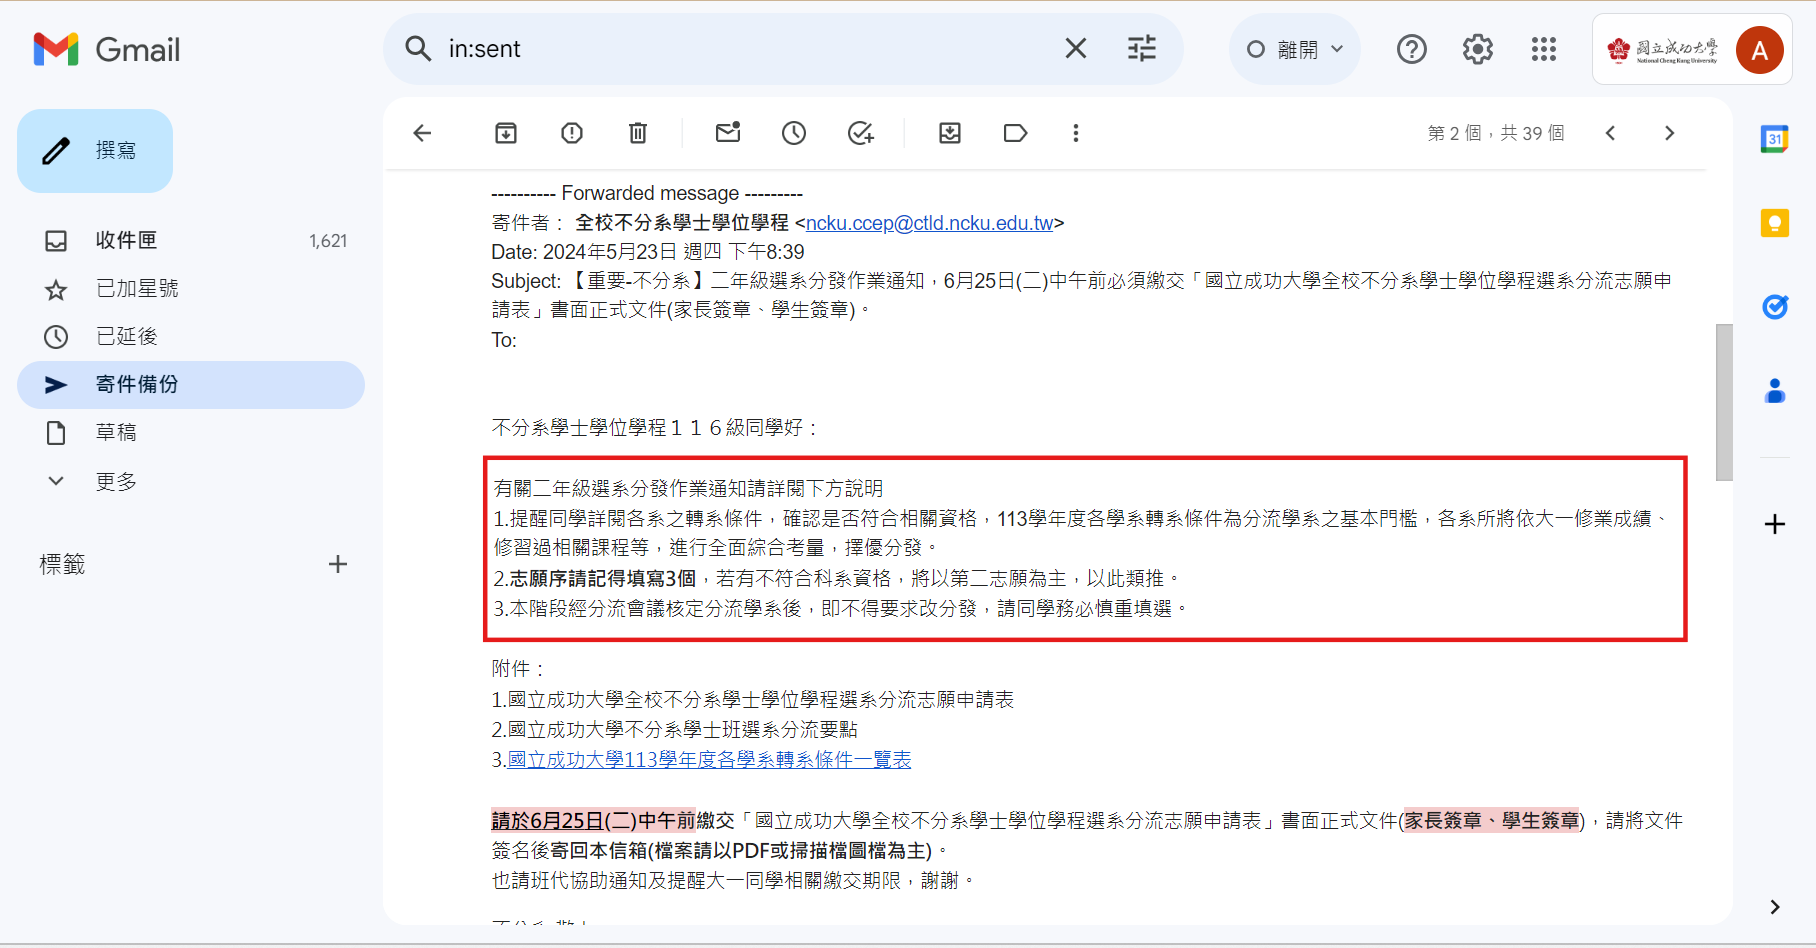 Gmail
in:sent
離開
國立成功大學
National Cheng Kung University
A
撰寫
收件匣 1,621
已加星號
已延後
寄件備份
草稿
更多
標籤
第 2 個，共 39 個
31
---------- Forwarded message ---------
寄件者： 全校不分系學士學位學程 <ncku.ccep@ctld.ncku.edu.tw>
Date: 2024年5月23日 週四 下午8:39
Subject: 【重要-不分系】二年級選系分發作業通知，6月25日(二)中午前必須繳交「國立成功大學全校不分系學士學位學程選系分流志願申
請表」書面正式文件(家長簽章、學生簽章)。
To:
不分系學士學位學程１１６級同學好：
有關二年級選系分發作業通知請詳閱下方說明
1.提醒同學詳閱各系之轉系條件，確認是否符合相關資格，113學年度各學系轉系條件為分流學系之基本門檻，各系所將依大一修業成績、
修習過相關課程等，進行全面綜合考量，擇優分發。
2.志願序請記得填寫3個，若有不符合科系資格，將以第二志願為主，以此類推。
3.本階段經分流會議核定分流學系後，即不得要求改分發，請同學務必慎重填選。
附件：
1.國立成功大學全校不分系學士學位學程選系分流志願申請表
2.國立成功大學不分系學士班選系分流要點
3.國立成功大學113學年度各學系轉系條件一覽表
請於6月25日(二)中午前繳交「國立成功大學全校不分系學士學位學程選系分流志願申請表」書面正式文件(家長簽章、學生簽章)，請將文件
簽名後寄回本信箱(檔案請以PDF或掃描檔圖檔為主)。
也請班代協助通知及提醒大一同學相關繳交期限，謝謝。